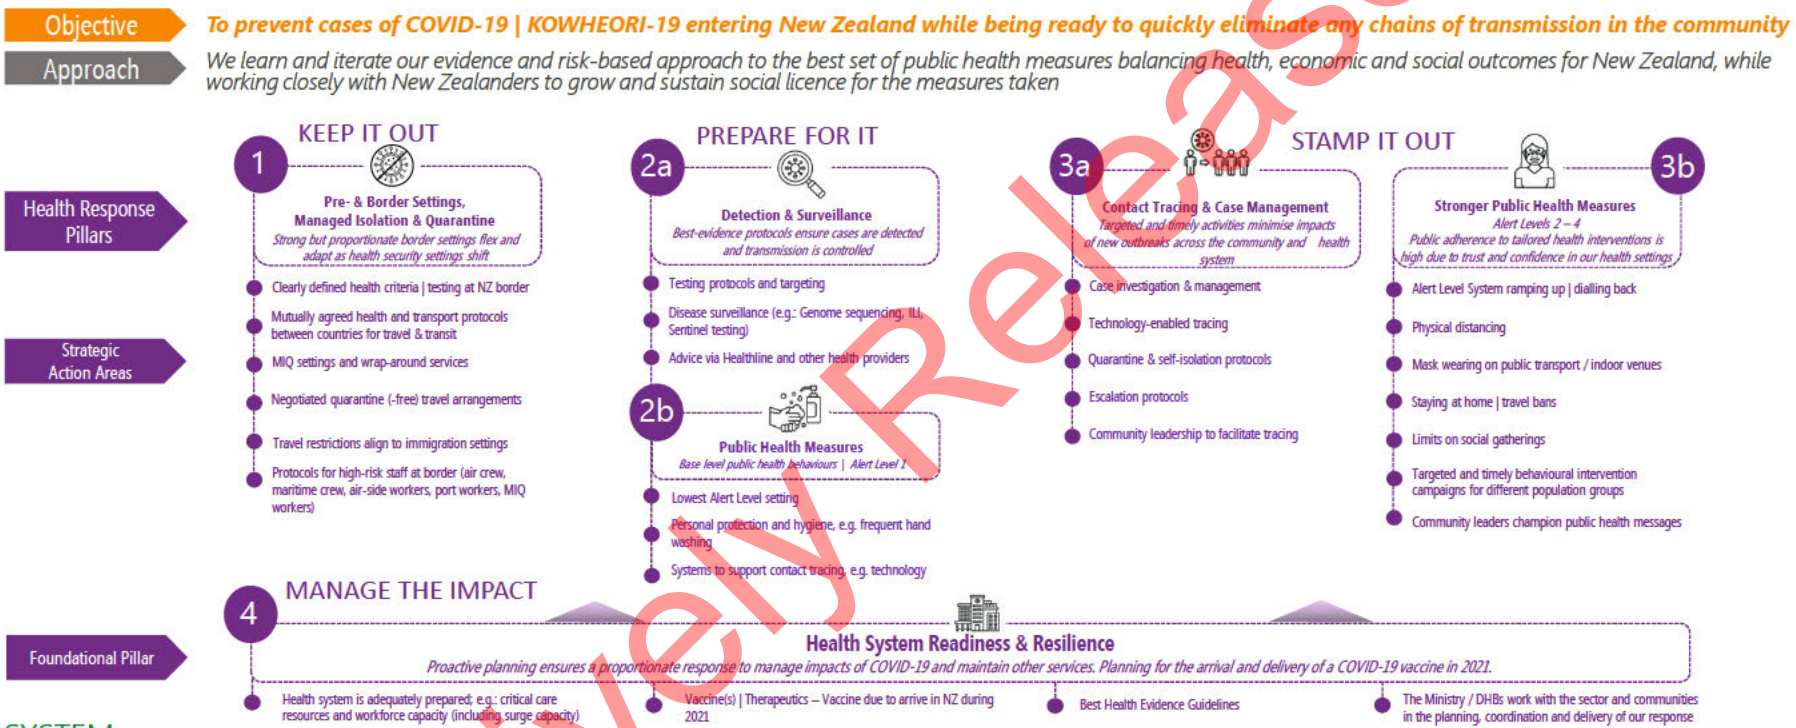 Objective
To prevent cases of COVID-19 | KOWHEORI-19 entering New Zealand while being ready to quickly eliminate any chains of transmission in the community
Approach
We learn and iterate our evidence and risk-based approach to the best set of public health measures balancing health, economic and social outcomes for New Zealand, while
working closely with New Zealanders to grow and sustain social licence for the measures taken
Health Response
Pillars
Strategic
Action Areas
KEEP IT OUT
1
Pre- & Border Settings,
Managed Isolation & Quarantine
Strong but proportionate border settings flex and
adapt as health security settings shift
Clearly defined health criteria | testing at NZ border
Mutually agreed health and transport protocols
between countries for travel & transit
MIQ settings and wrap-around services
Negotiated quarantine (-free) travel arrangements
Travel restrictions align to immigration settings
Protocols for high-risk staff at border (air crew,
maritime crew, air-side workers, port workers, MIQ
workers)
PREPARE FOR IT
2a
Detection & Surveillance
Best-evidence protocols ensure cases are detected
and transmission is controlled
Testing protocols and targeting
Disease surveillance (e.g.: Genome sequencing, ILI,
Sentinel testing)
Advice via Healthline and other health providers
2b
Public Health Measures
Base level public health behaviours | Alert Level 1
Lowest Alert Level setting
Personal protection and hygiene, e.g. frequent hand
washing
Systems to support contact tracing, e.g. technology
STAMP IT OUT
3a
Contact Tracing & Case Management
Targeted and timely activities minimise impacts
of new outbreaks across the community and health
system
Case investigation & management
Technology-enabled tracing
Quarantine & self-isolation protocols
Escalation protocols
Community leadership to facilitate tracing
3b
Stronger Public Health Measures
Alert Levels 2 – 4
Public adherence to tailored health interventions is
high due to trust and confidence in our health settings
Alert Level System ramping up | dialling back
Physical distancing
Mask wearing on public transport / indoor venues
Staying at home | travel bans
Limits on social gatherings
Targeted and timely behavioural intervention
campaigns for different population groups
Community leaders champion public health messages
Foundational Pillar
4
MANAGE THE IMPACT
Health System Readiness & Resilience
Proactive planning ensures a proportionate response to manage impacts of COVID-19 and maintain other services. Planning for the arrival and delivery of a COVID-19 vaccine in 2021.
Health system is adequately prepared; e.g.: critical care
resources and workforce capacity (including surge capacity)
Vaccine(s) | Therapeutics – Vaccine due to arrive in NZ during
2021
Best Health Evidence Guidelines
The Ministry / DHBs work with the sector and communities
in the planning, coordination and delivery of our response